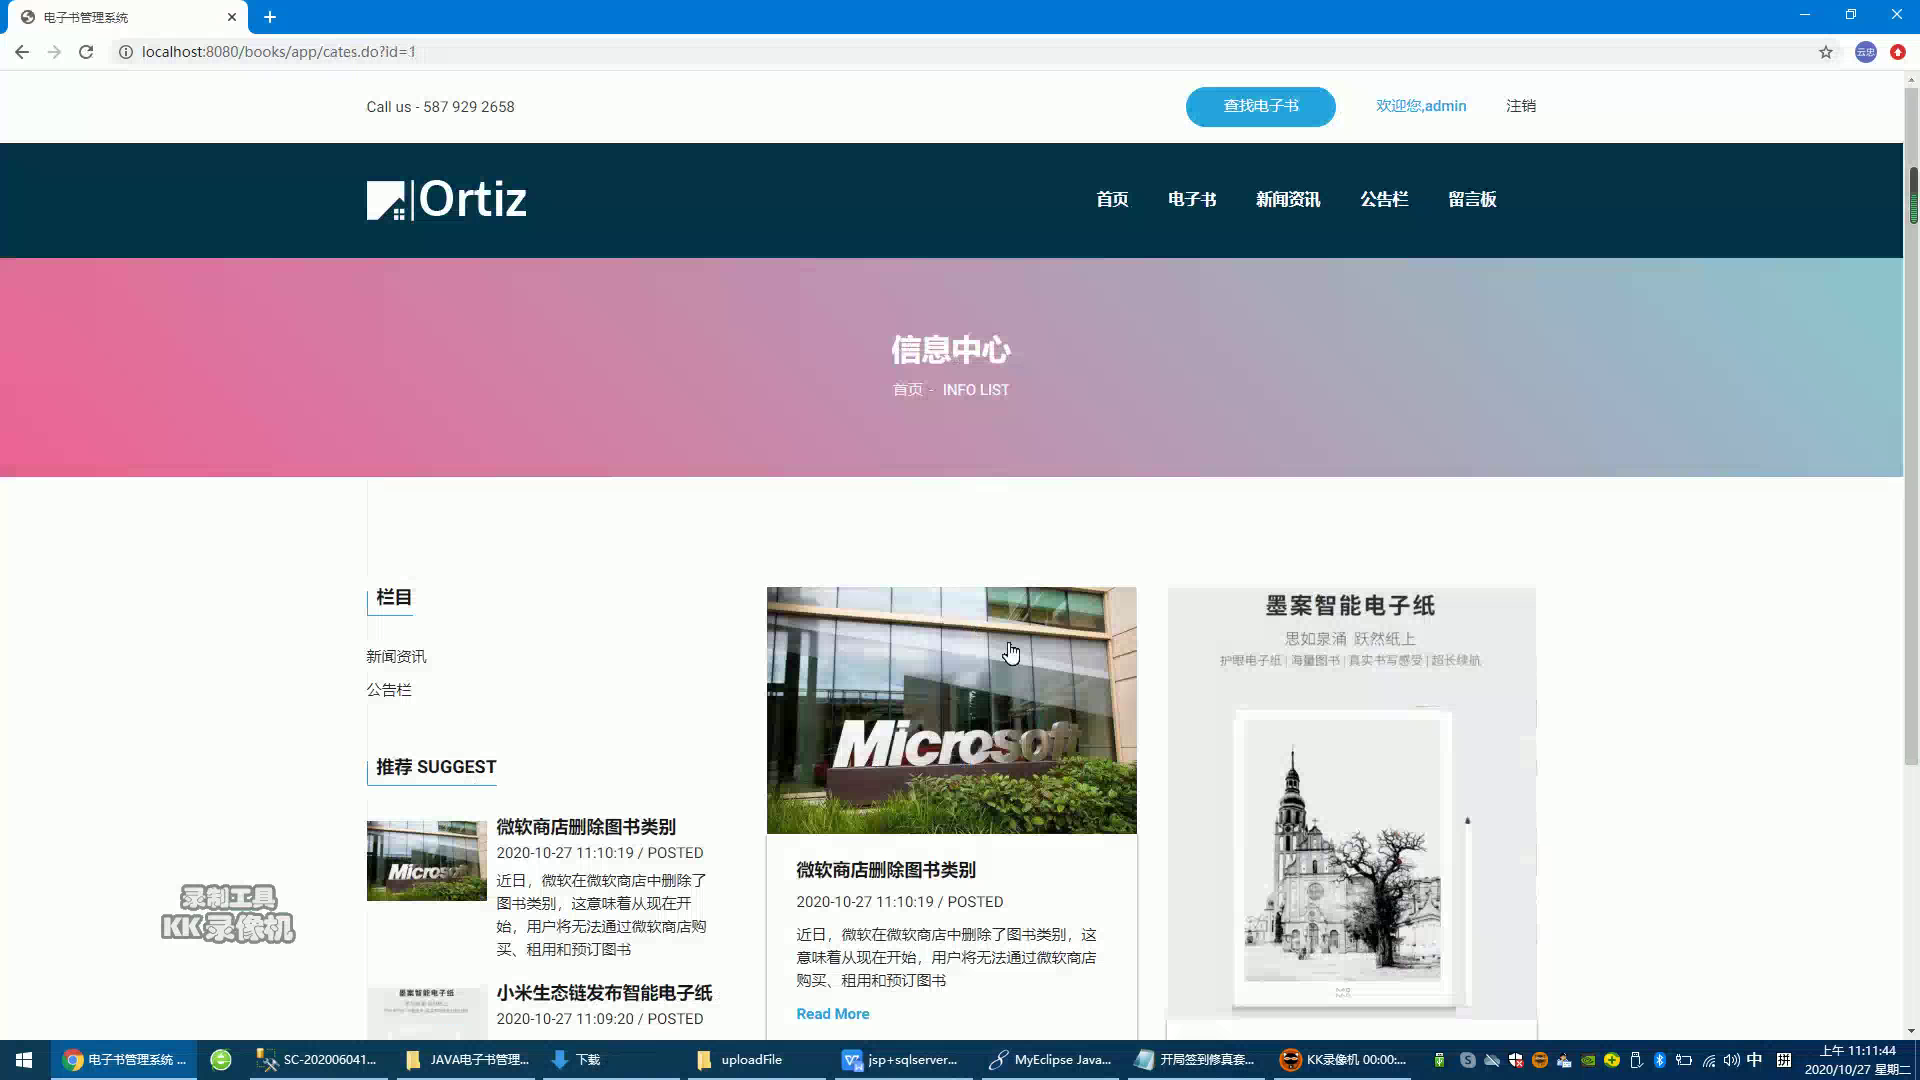 电子书管理系统
localhost:8080/books/app/cates.do?id=1
云忠
Call us - 587 929 2658
查找电子书
欢迎您,admin
注销
Ortiz
首页
电子书
新闻资讯
公告栏
留言板
信息中心
首页 - INFO LIST
栏目
新闻资讯
公告栏
推荐 SUGGEST
Microsoft
微软商店删除图书类别
2020-10-27 11:10:19 / POSTED
近日，微软在微软商店中删除了
图书类别，这意味着从现在开
始，用户将无法通过微软商店购
买、租用和预订图书
墨案智能电子纸
小米生态链发布智能电子纸
2020-10-27 11:09:20 / POSTED
Microsoft
微软商店删除图书类别
2020-10-27 11:10:19 / POSTED
近日，微软在微软商店中删除了图书类别，这
意味着从现在开始，用户将无法通过微软商店
购买、租用和预订图书
Read More
墨案智能电子纸
思如泉涌 跃然纸上
护眼电子纸 | 海量图书 | 真实书写感受 | 超长续航
录制工具
KK录像机
电子书管理系统 ...
SC-202006041...
JAVA电子书管理...
下载
uploadFile
jsp+sqlserver...
MyEclipse Java...
开局签到修真套...
KK录像机 00:00:...
中
拼
上午 11:11:44
2020/10/27 星期二